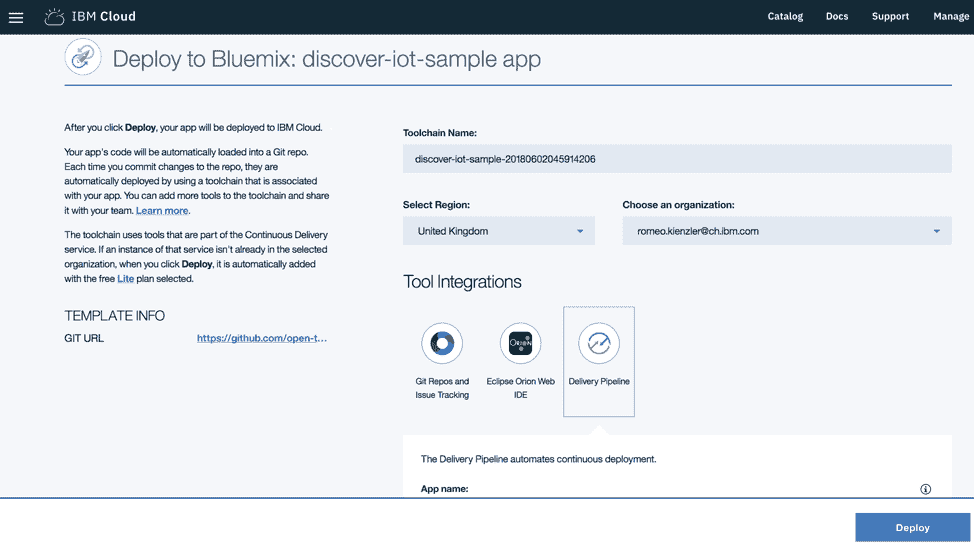 IBM Cloud
Catalog Docs Support Manage
Deploy to Bluemix: discover-iot-sample app
After you click Deploy, your app will be deployed to IBM Cloud.
Your app's code will be automatically loaded into a Git repo.
Each time you commit changes to the repo, they are
automatically deployed by using a toolchain that is associated
with your app. You can add more tools to the toolchain and share
it with your team. Learn more.
The toolchain uses tools that are part of the Continuous Delivery
service. If an instance of that service isn't already in the selected
organization, when you click Deploy, it is automatically added
with the free Lite plan selected.
TEMPLATE INFO
GIT URL https://github.com/open-t...
Toolchain Name:
discover-iot-sample-20180602045914206
Select Region:
United Kingdom
Choose an organization:
romeo.kienzler@ch.ibm.com
Tool Integrations
Git Repos and
Issue Tracking
ORION
Eclipse Orion Web
IDE
Delivery Pipeline
The Delivery Pipeline automates continuous deployment.
App name:
Deploy